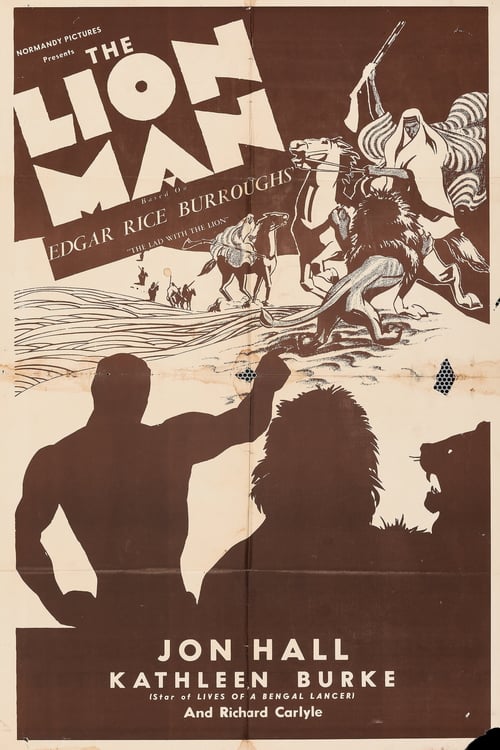 NORMANDY PICTURES
Presents
THE
LION
MAN
Based On
EDGAR RICE BURROUGHS'
"THE LAD WITH THE LION"
JON HALL
KATHLEEN BURKE
(Star of LIVES OF A BENGAL LANCER)
And Richard Carlyle